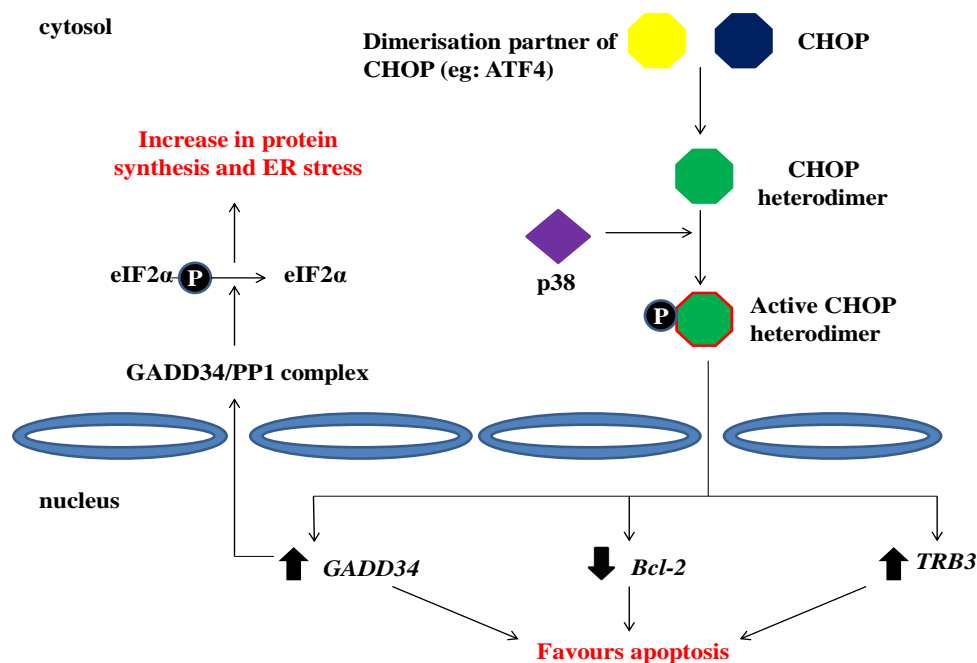 cytosol
Dimerisation partner of
CHOP (eg: ATF4)
CHOP
Increase in protein
synthesis and ER stress
CHOP
heterodimer
p38
eIF2α P eIF2α
P
Active CHOP
heterodimer
GADD34/PP1 complex
nucleus
GADD34
Bcl-2
TRB3
Favours apoptosis